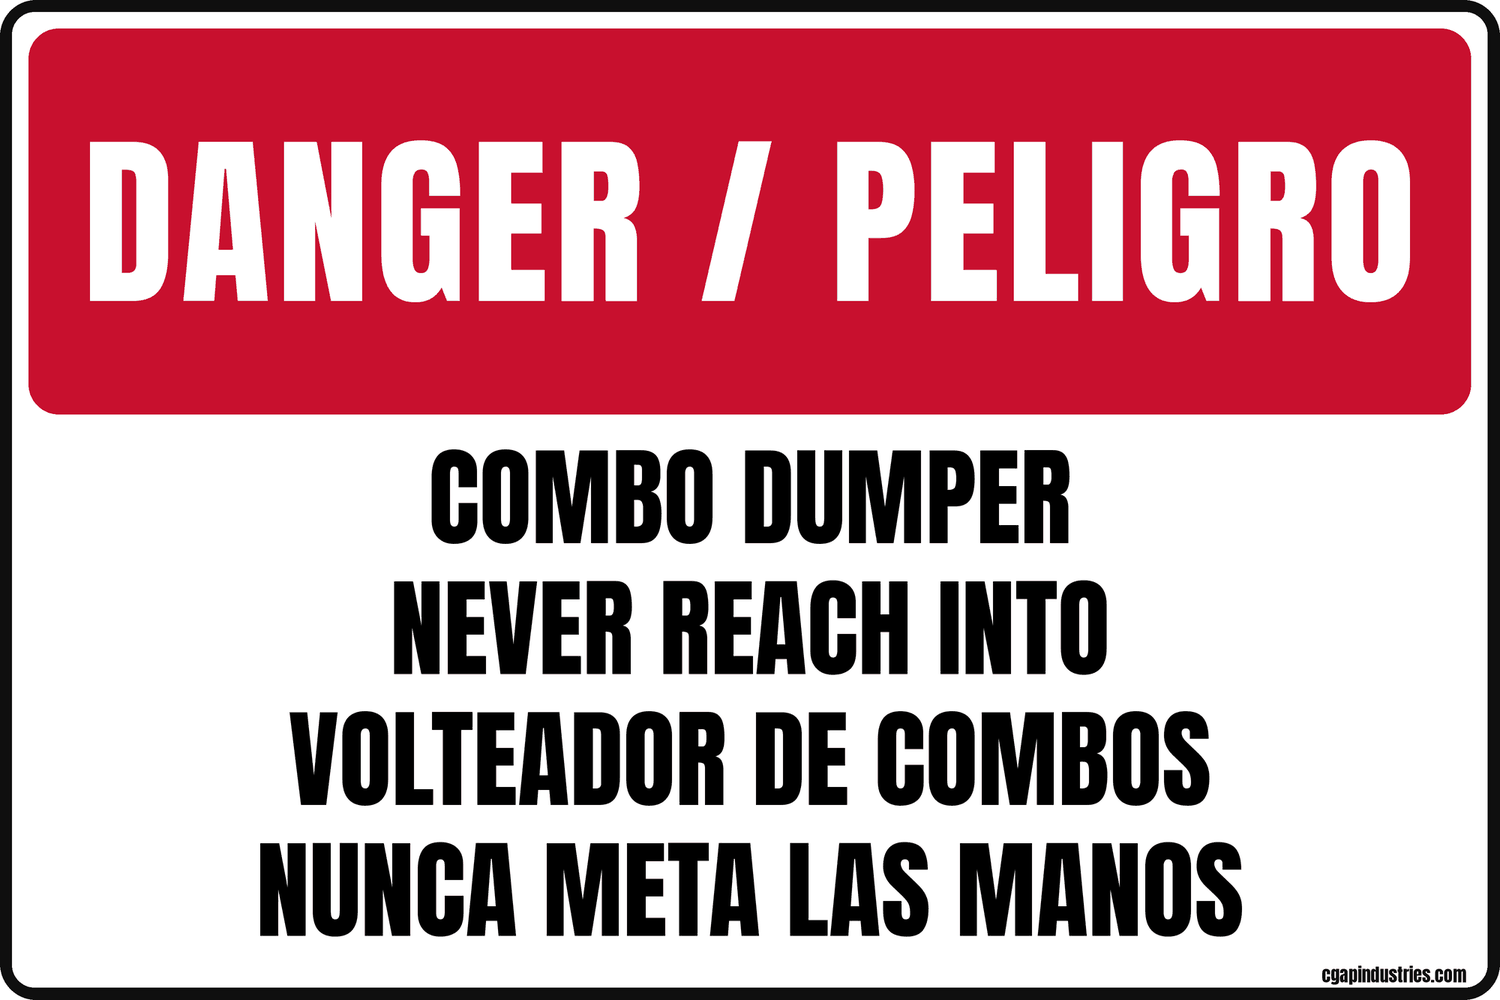 DANGER / PELIGRO
COMBO DUMPER
NEVER REACH INTO
VOLTEADOR DE COMBOS
NUNCA META LAS MANOS
cgapindustries.com